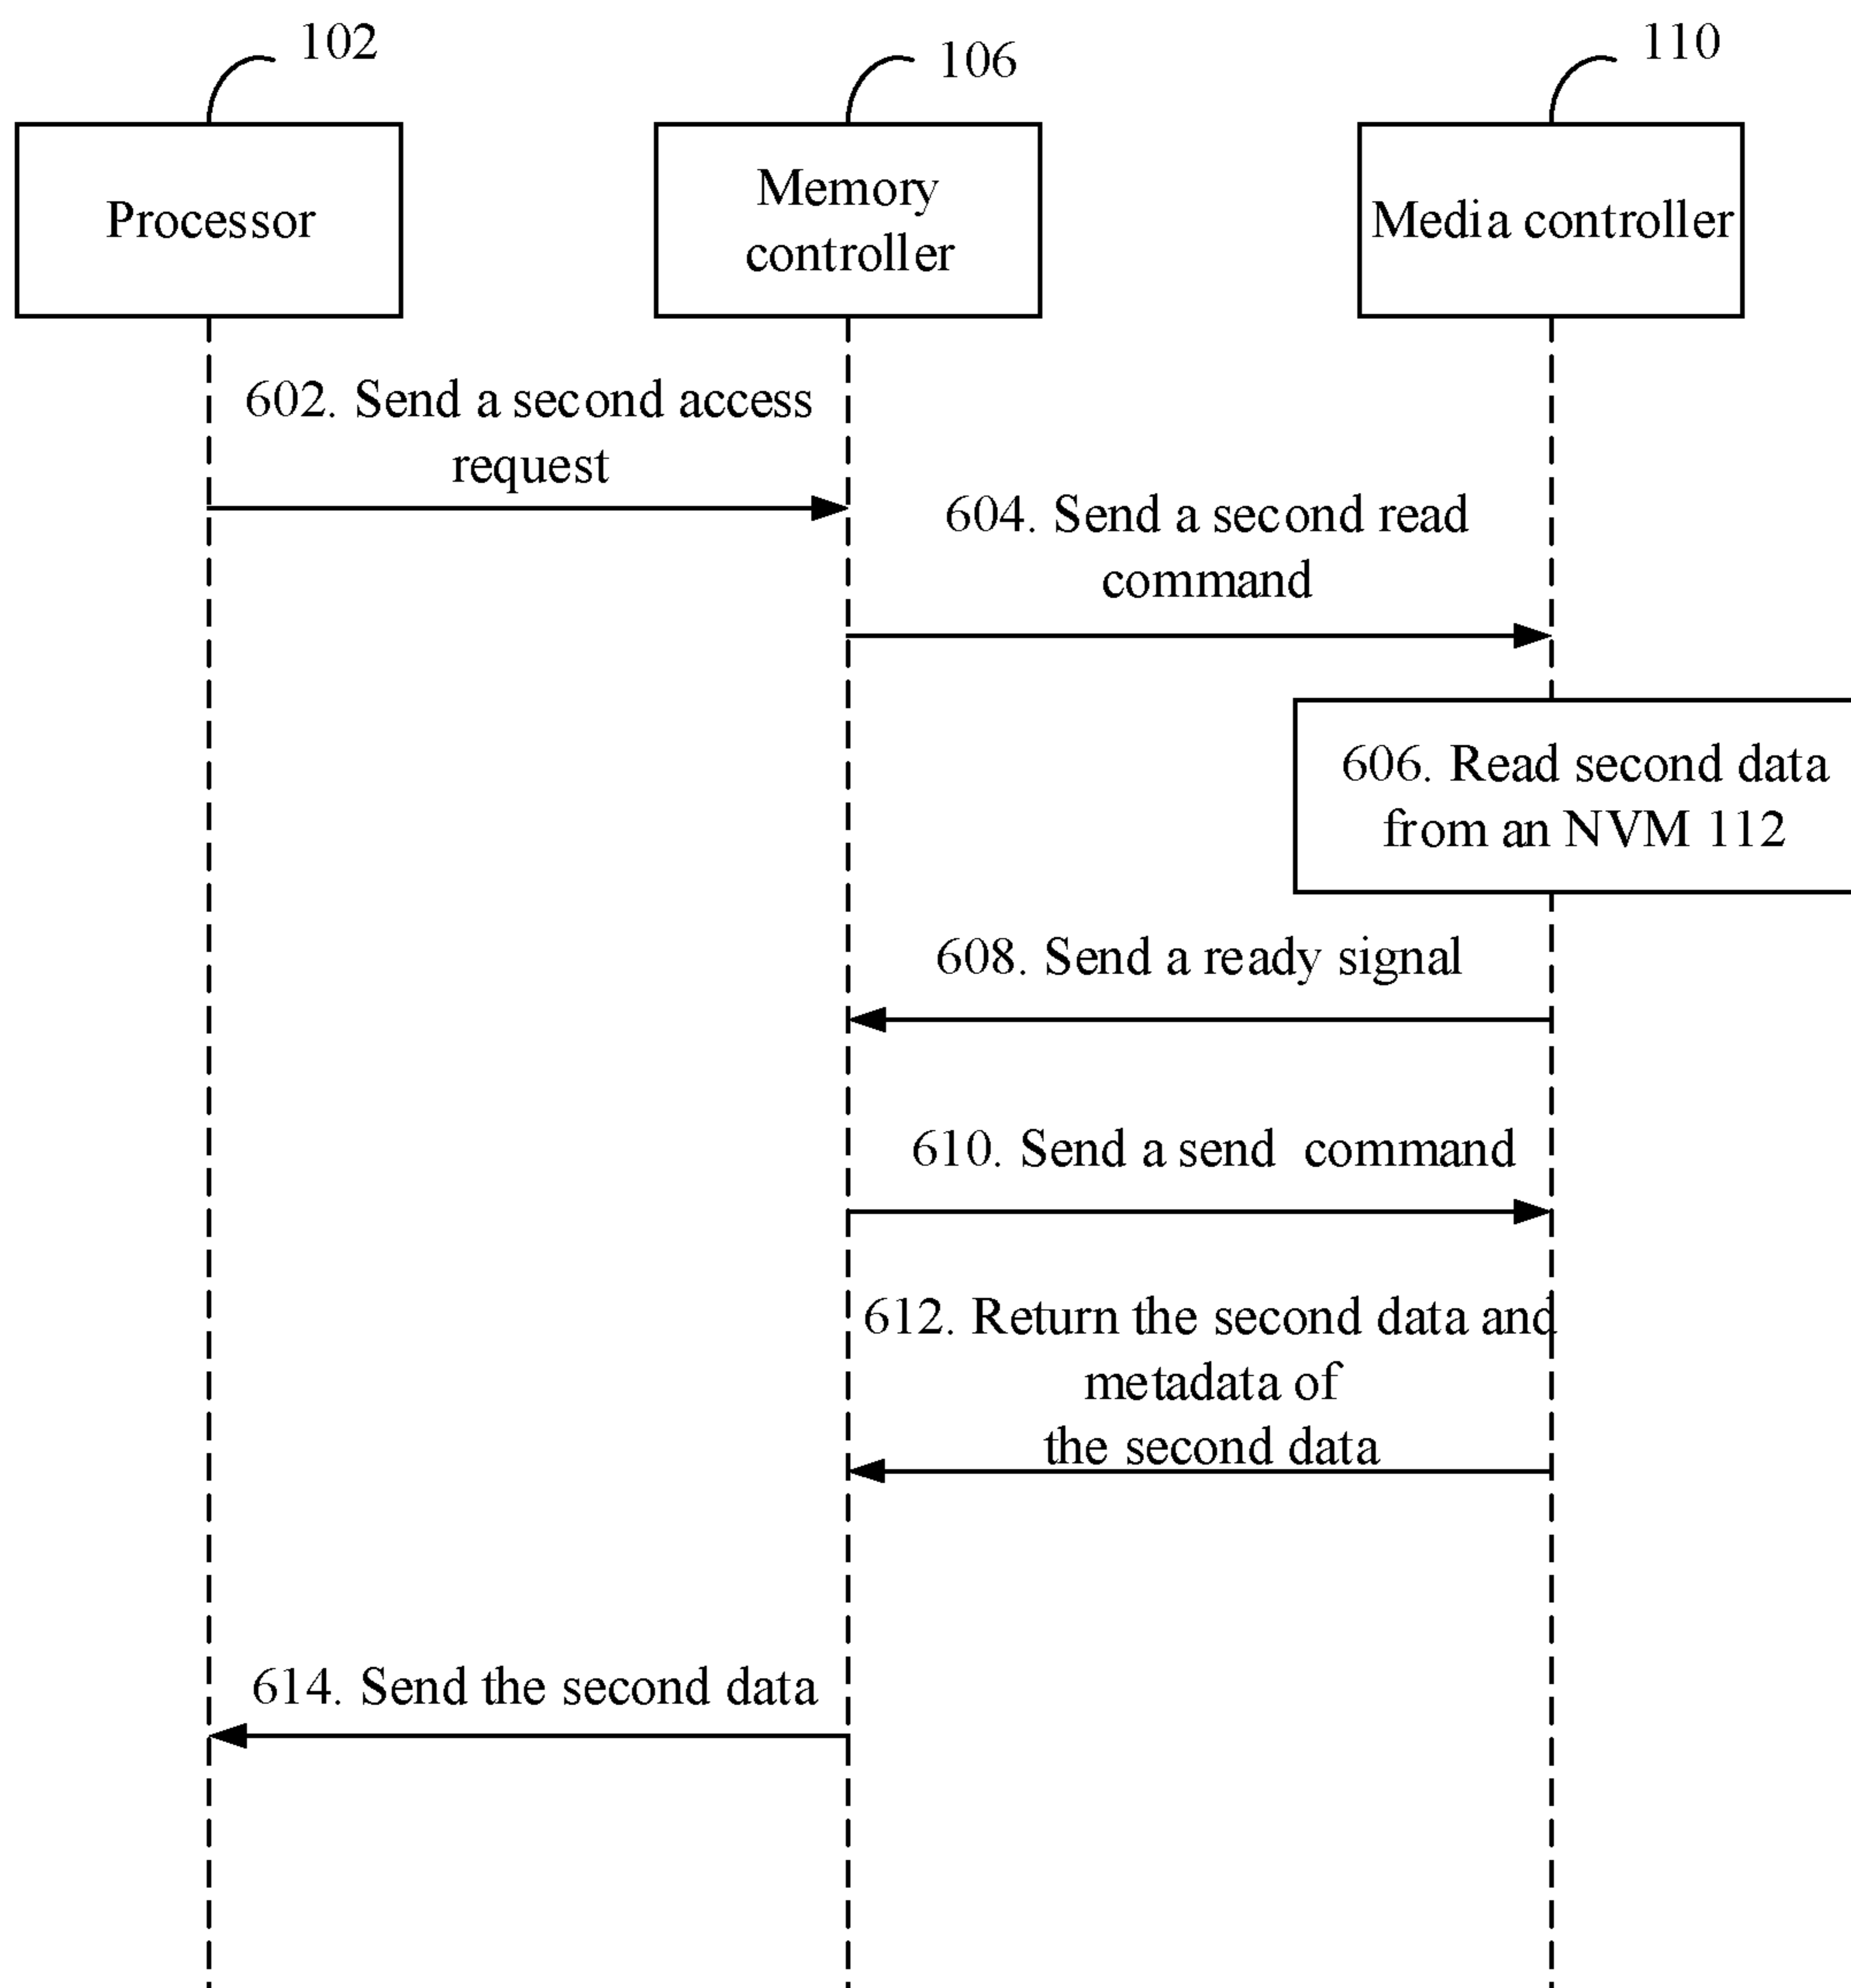 102
106
110
Processor
Memory
controller
Media controller
602. Send a second access
request
604. Send a second read
command
606. Read second data
from an NVM 112
608. Send a ready signal
610. Send a send command
612. Return the second data and
metadata of
the second data
614. Send the second data